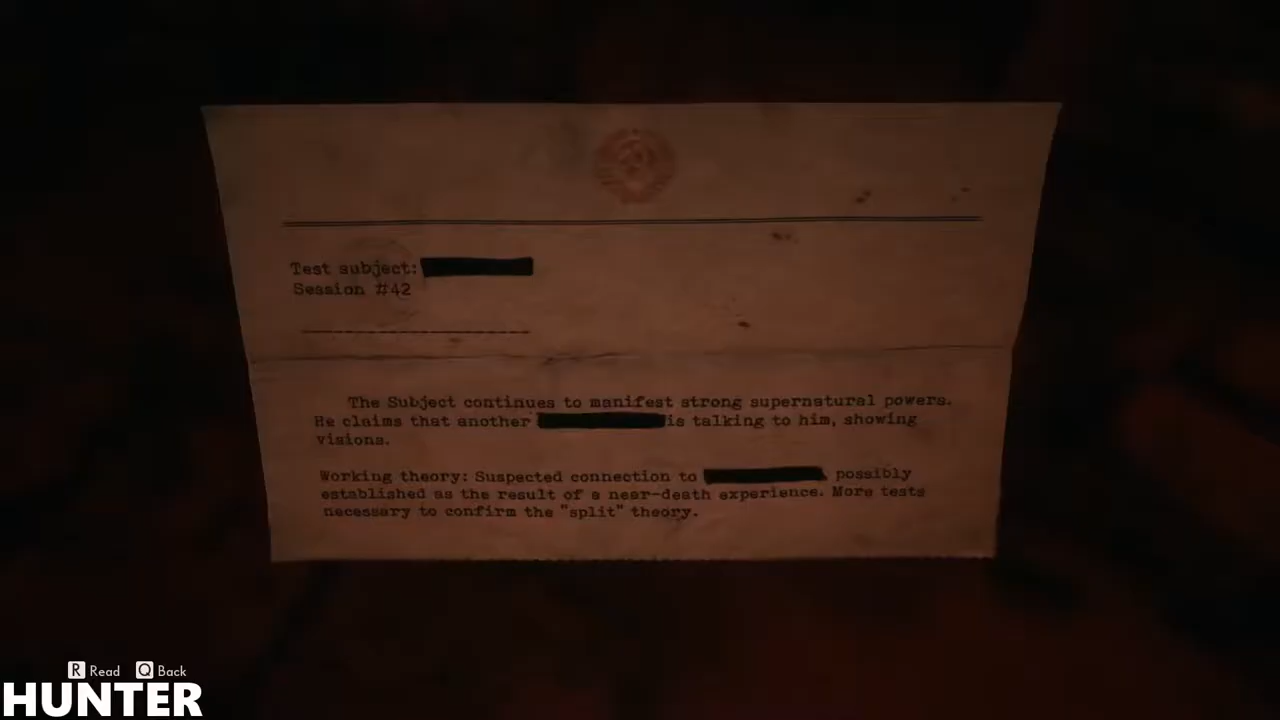 Test subject:
Session #42
The Subject continues to manifest strong supernatural powers.
He claims that another is talking to him, showing
visions.
Working theory: Suspected connection to possibly
established as the result of a near-death experience. More tests
necessary to confirm the "split" theory.
R Read Q Back
HUNTER